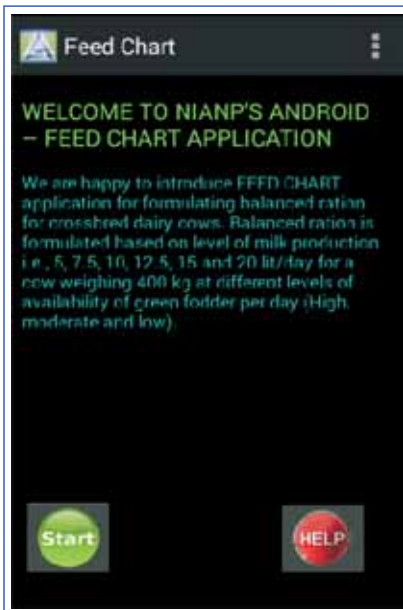 Feed Chart
WELCOME TO NIANP'S ANDROID
– FEED CHART APPLICATION
We are happy to introduce FEED CHART
application for formulating balanced ration
for crossbred dairy cows. Balanced ration is
formulated based on level of milk production
i.e., 5, 7.5, 10, 12.5, 15 and 20 lit/day for a
cow weighing 400 kg at different levels of
availability of green fodder per day (High,
moderate and low).
Start
HELP